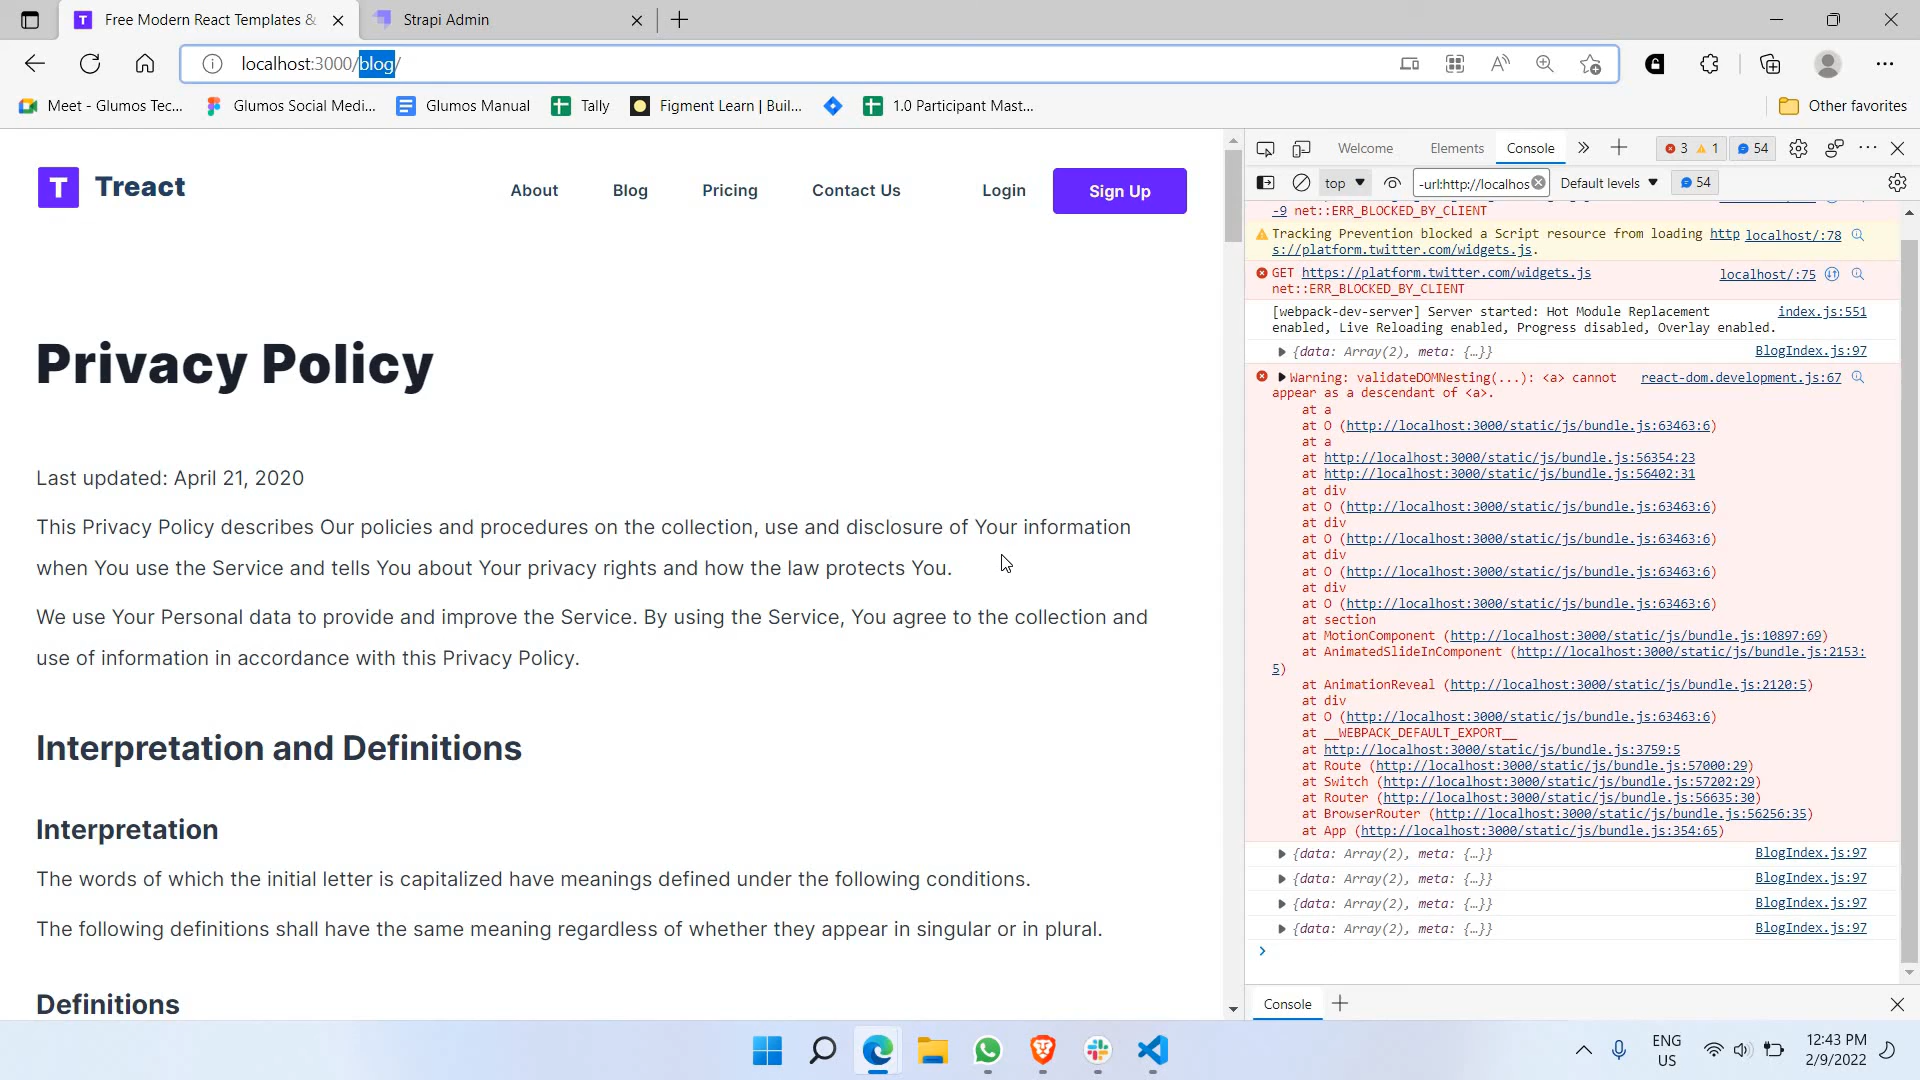 Free Modern React Templates &
Strapi Admin
localhost:3000/blog/
Meet - Glumos Tec...
Glumos Social Medi...
Glumos Manual
Tally
Figment Learn | Buil...
1.0 Participant Mast...
Other favorites
T Treact
About
Blog
Pricing
Contact Us
Login
Sign Up
Privacy Policy
Last updated: April 21, 2020
This Privacy Policy describes Our policies and procedures on the collection, use and disclosure of Your information
when You use the Service and tells You about Your privacy rights and how the law protects You.
We use Your Personal data to provide and improve the Service. By using the Service, You agree to the collection and
use of information in accordance with this Privacy Policy.
Interpretation and Definitions
Interpretation
The words of which the initial letter is capitalized have meanings defined under the following conditions.
The following definitions shall have the same meaning regardless of whether they appear in singular or in plural.
Definitions
Welcome
Elements
Console
3
1
54
top
-url:http://localhos
Default levels
54
-9 net::ERR_BLOCKED_BY_CLIENT
Tracking Prevention blocked a Script resource from loading http localhost/:78
s://platform.twitter.com/widgets.js.
GET https://platform.twitter.com/widgets.js localhost/:75
net::ERR_BLOCKED_BY_CLIENT
[webpack-dev-server] Server started: Hot Module Replacement index.js:551
enabled, Live Reloading enabled, Progress disabled, Overlay enabled.
{data: Array(2), meta: {…}} BlogIndex.js:97
Warning: validateDOMNesting(...): <a> cannot react-dom.development.js:67
appear as a descendant of <a>.
at a
at O (http://localhost:3000/static/js/bundle.js:63463:6)
at a
at http://localhost:3000/static/js/bundle.js:56354:23
at http://localhost:3000/static/js/bundle.js:56402:31
at div
at O (http://localhost:3000/static/js/bundle.js:63463:6)
at div
at O (http://localhost:3000/static/js/bundle.js:63463:6)
at div
at O (http://localhost:3000/static/js/bundle.js:63463:6)
at div
at O (http://localhost:3000/static/js/bundle.js:63463:6)
at section
at MotionComponent (http://localhost:3000/static/js/bundle.js:10897:69)
at AnimatedSlideInComponent (http://localhost:3000/static/js/bundle.js:2153:
5)
at AnimationReveal (http://localhost:3000/static/js/bundle.js:2120:5)
at div
at O (http://localhost:3000/static/js/bundle.js:63463:6)
at __WEBPACK_DEFAULT_EXPORT__
at http://localhost:3000/static/js/bundle.js:3759:5
at Route (http://localhost:3000/static/js/bundle.js:57000:29)
at Switch (http://localhost:3000/static/js/bundle.js:57202:29)
at Router (http://localhost:3000/static/js/bundle.js:56635:30)
at BrowserRouter (http://localhost:3000/static/js/bundle.js:56256:35)
at App (http://localhost:3000/static/js/bundle.js:354:65)
{data: Array(2), meta: {…}} BlogIndex.js:97
{data: Array(2), meta: {…}} BlogIndex.js:97
{data: Array(2), meta: {…}} BlogIndex.js:97
{data: Array(2), meta: {…}} BlogIndex.js:97
Console
ENG
US
12:43 PM
2/9/2022